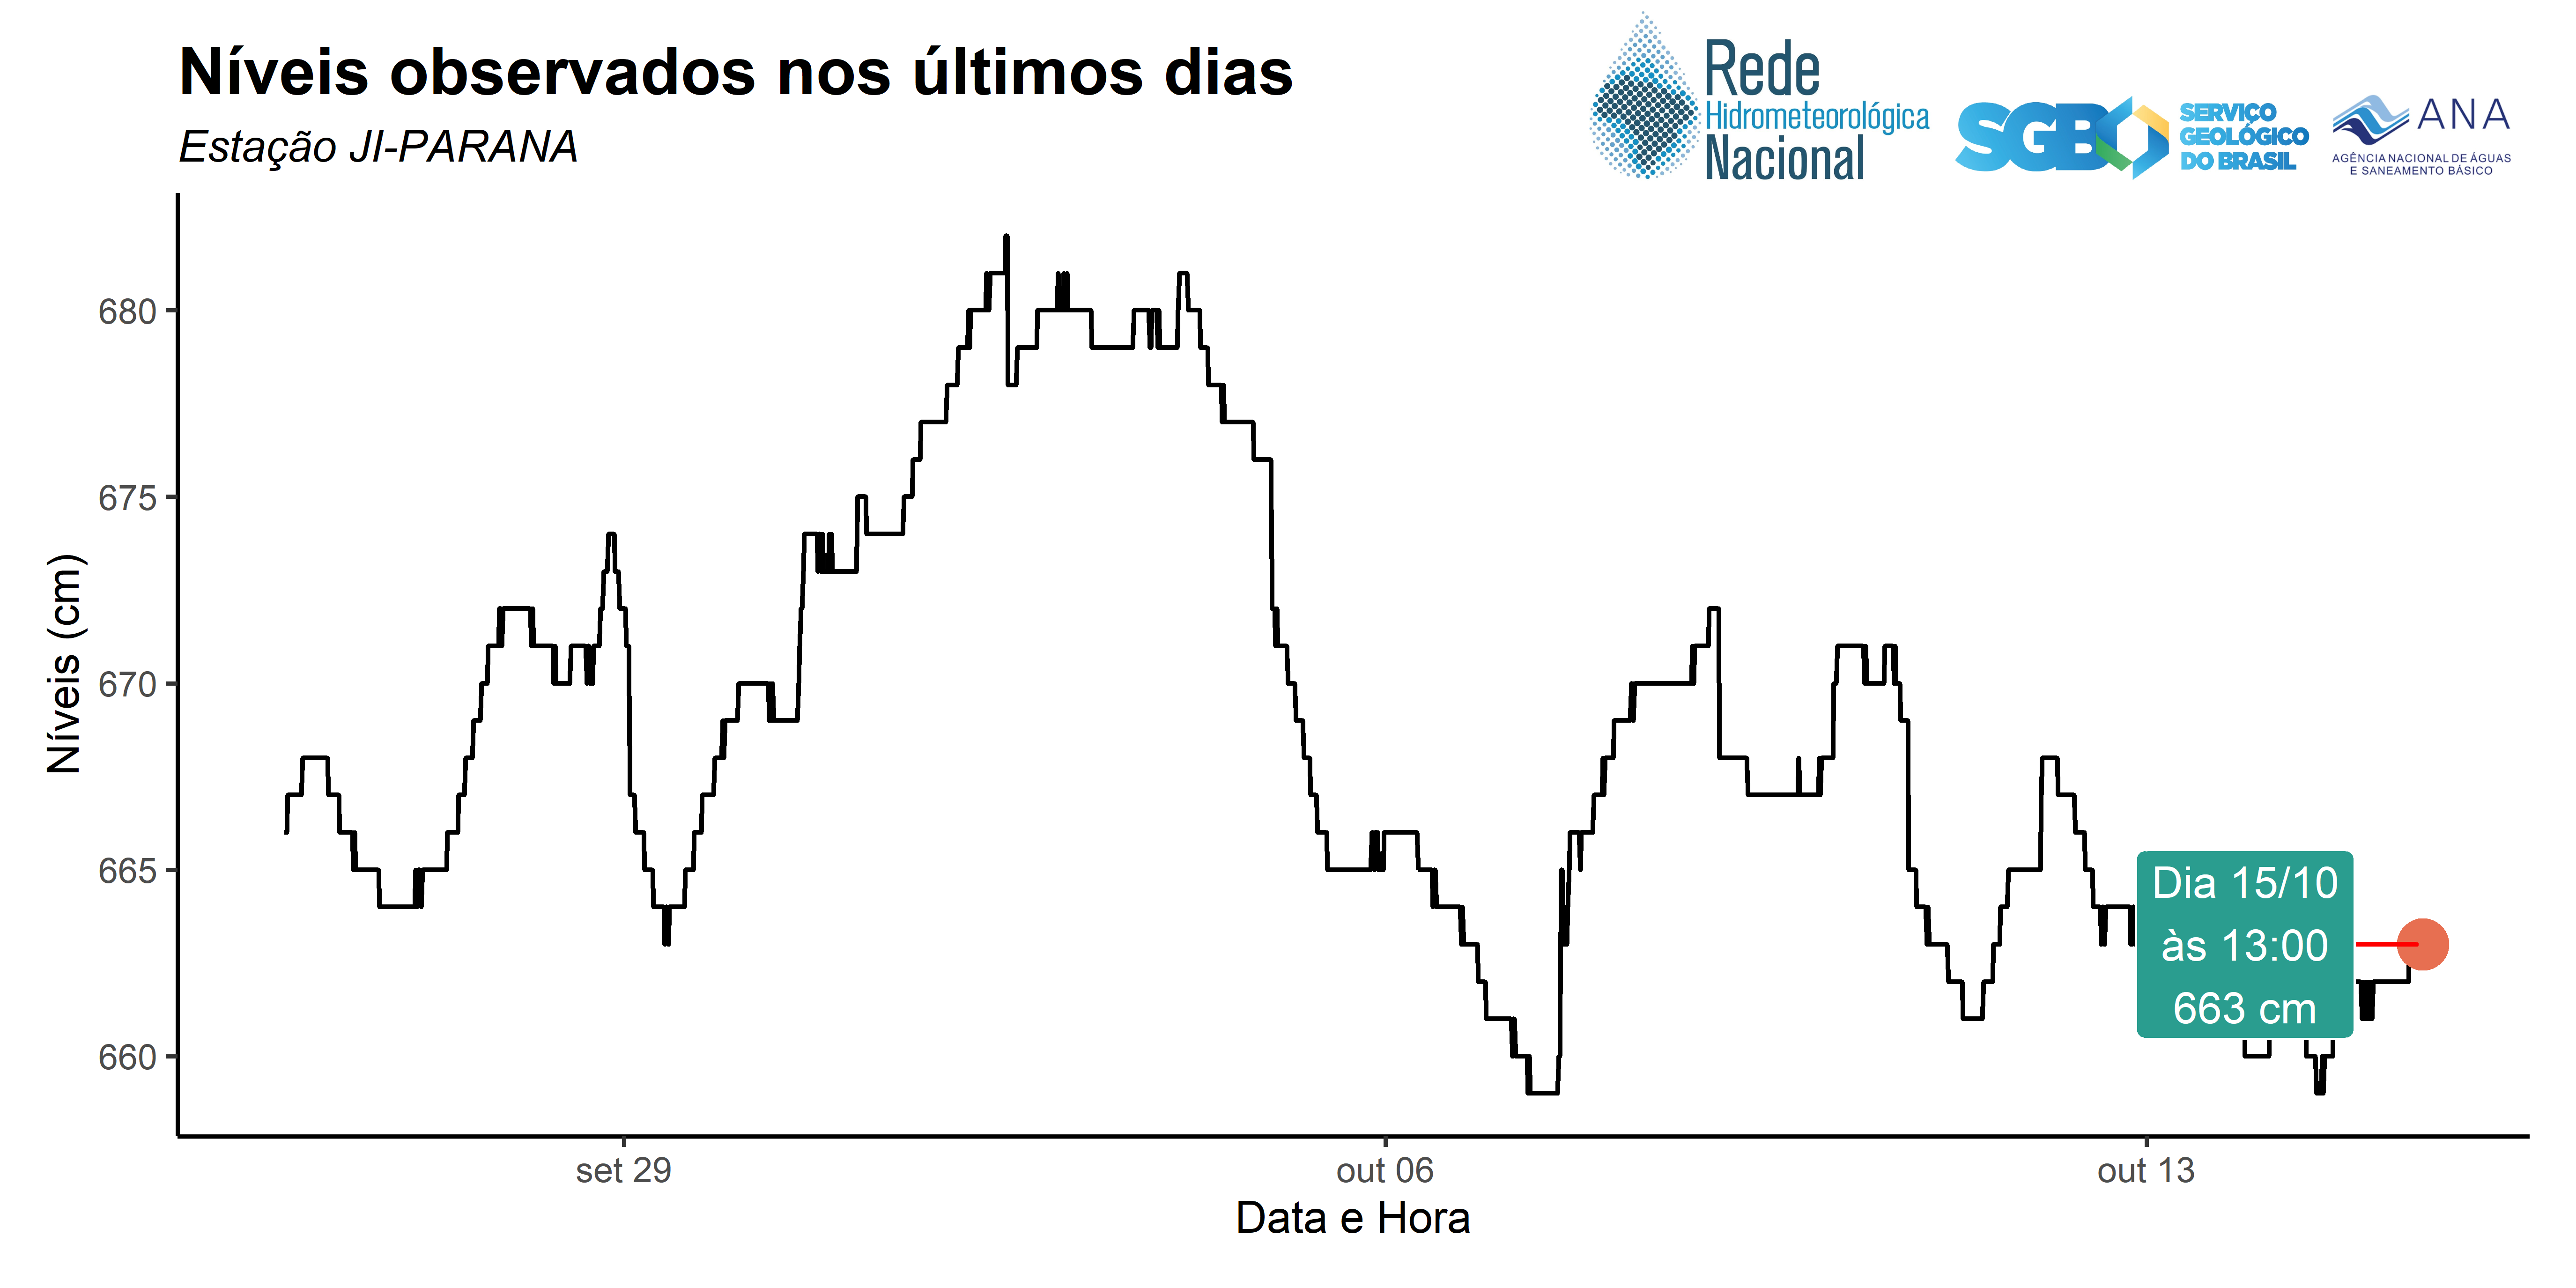 Níveis observados nos últimos dias
Estação JI-PARANA
Rede
Hidrometeorológica
Nacional
SGB
SERVIÇO
GEOLÓGICO
DO BRASIL
ANA
AGÊNCIA NACIONAL DE ÁGUAS
E SANEAMENTO BÁSICO
Níveis (cm)
680
675
670
665
660
Dia 15/10
às 13:00
663 cm
set 29
out 06
out 13
Data e Hora